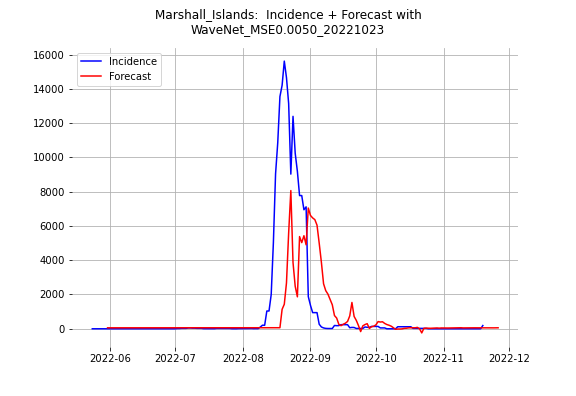 Marshall_Islands:  Incidence + Forecast with
WaveNet_MSE0.0050_20221023
Incidence
Forecast
16000
14000
12000
10000
8000
6000
4000
2000
0
2022-06 2022-07 2022-08 2022-09 2022-10 2022-11 2022-12